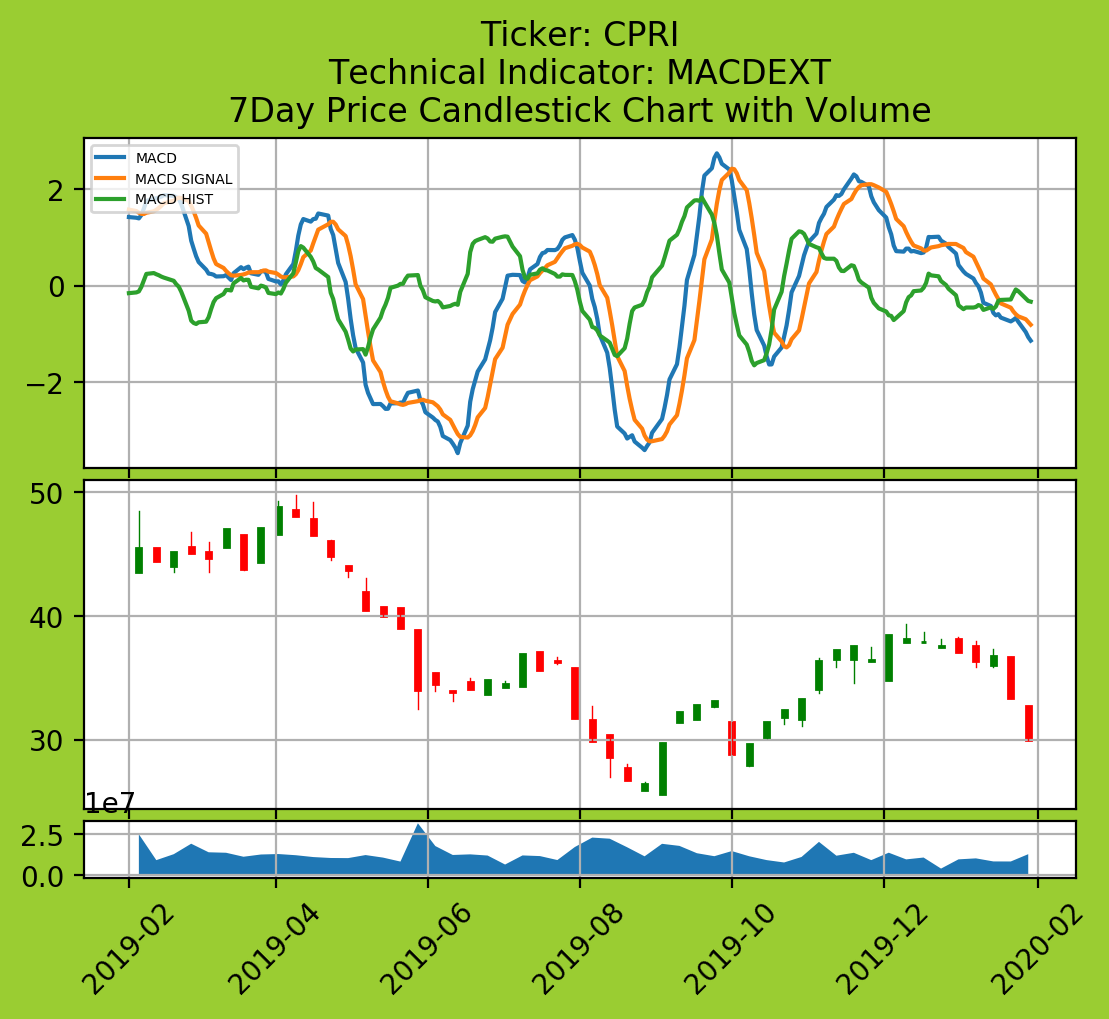 Ticker: CPRI
Technical Indicator: MACDEXT
7Day Price Candlestick Chart with Volume
MACD
MACD SIGNAL
MACD HIST
2
0
−2
50
40
30
1e7
2.5
0.0
2019-02
2019-04
2019-06
2019-08
2019-10
2019-12
2020-02